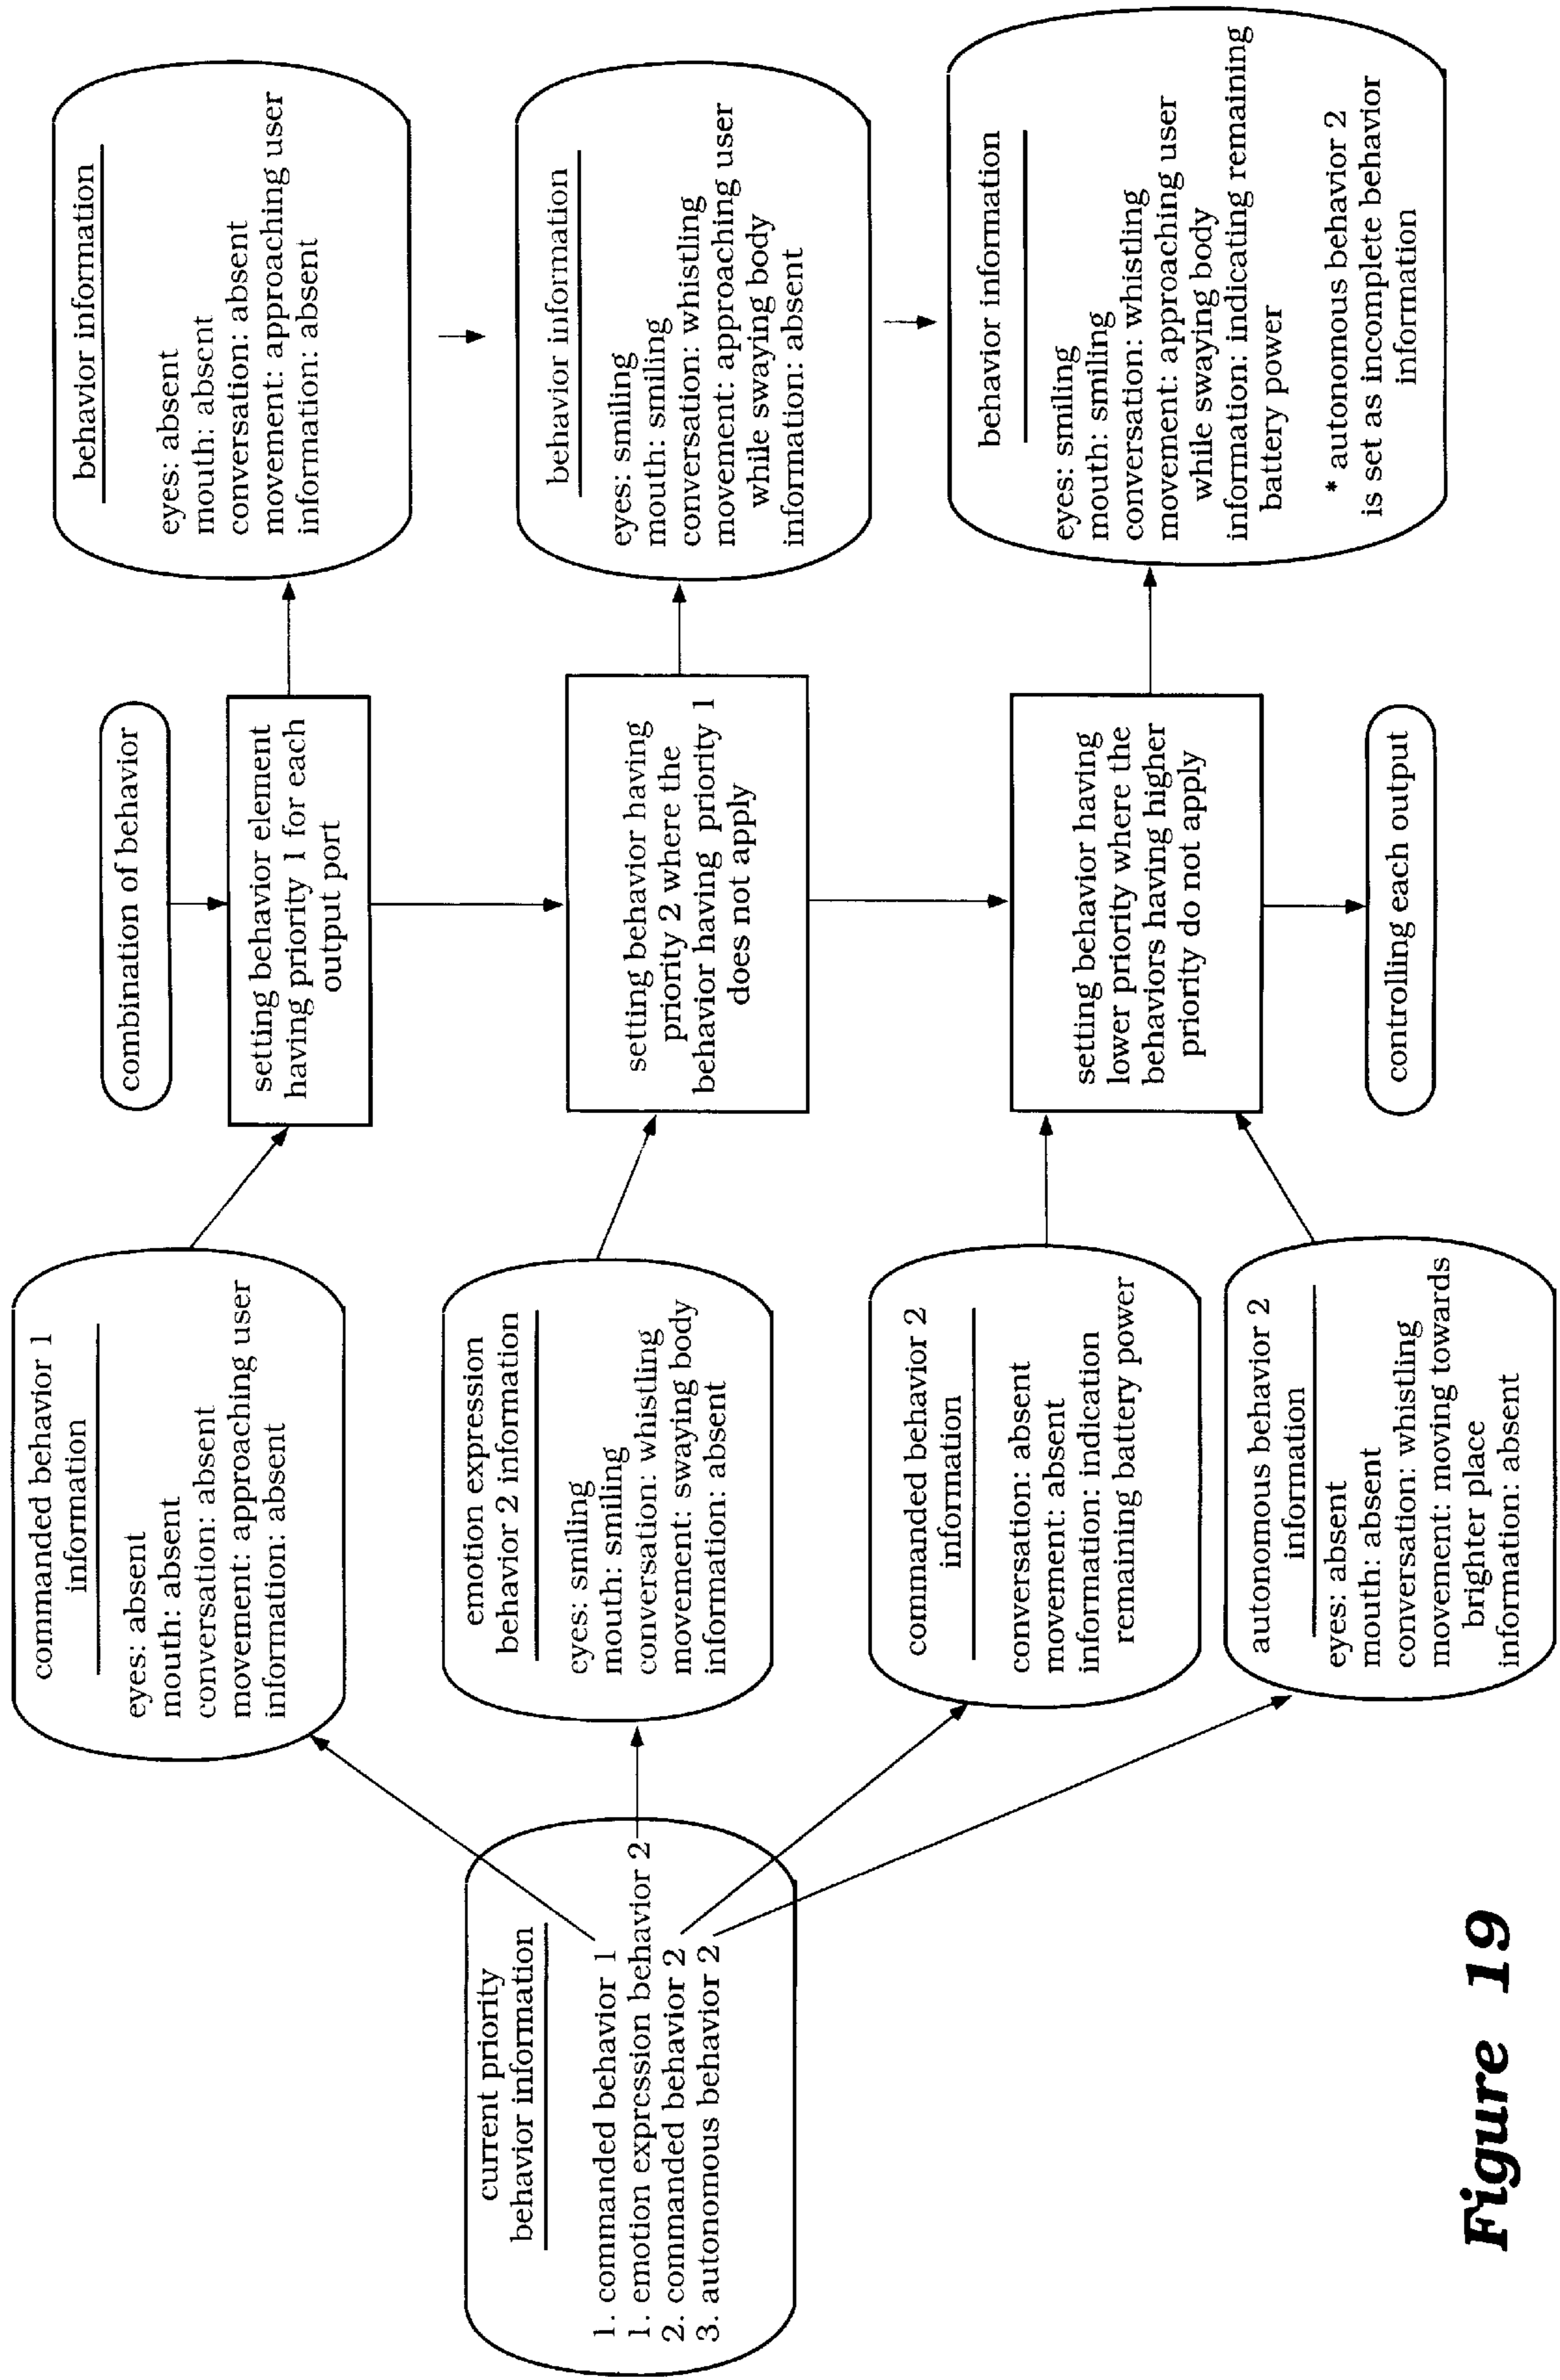 current priority
behavior information
1. commanded behavior 1
1. emotion expression behavior 2
2. commanded behavior 2
3. autonomous behavior 2
commanded behavior 1
information
eyes: absent
mouth: absent
conversation: absent
movement: approaching user
information: absent
emotion expression
behavior 2 information
eyes: smiling
mouth: smiling
conversation: whistling
movement: swaying body
information: absent
commanded behavior 2
information
conversation: absent
movement: absent
information: indication
remaining battery power
autonomous behavior 2
information
eyes: absent
mouth: absent
conversation: whistling
movement: moving towards
brighter place
information: absent
combination of behavior
setting behavior element
having priority 1 for each
output port
setting behavior having
priority 2 where the
behavior having priority 1
does not apply
setting behavior having
lower priority where the
behaviors having higher
priority do not apply
controlling each output
behavior information
eyes: absent
mouth: absent
conversation: absent
movement: approaching user
information: absent
behavior information
eyes: smiling
mouth: smiling
conversation: whistling
movement: approaching user
while swaying body
information: absent
behavior information
eyes: smiling
mouth: smiling
conversation: whistling
movement: approaching user
while swaying body
information: indicating remaining
battery power
* autonomous behavior 2
is set as incomplete behavior
information
Figure 19